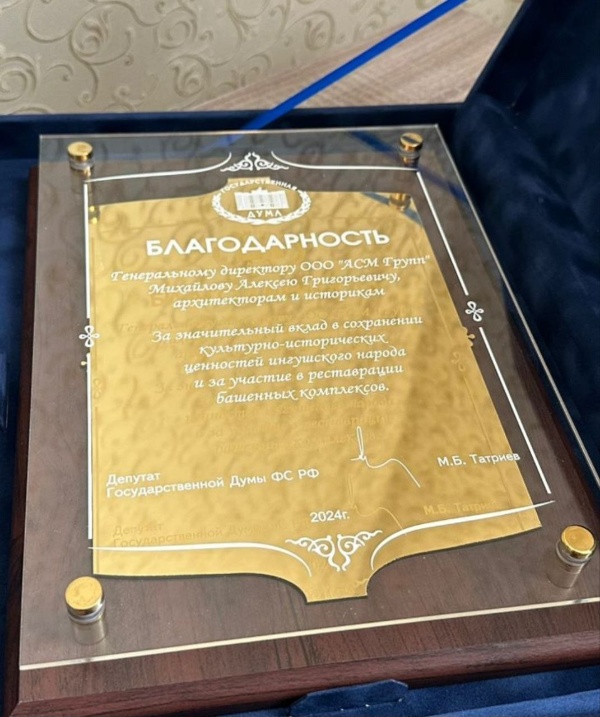 ГОСУДАРСТВЕННАЯ
ДУМА
БЛАГОДАРНОСТЬ
Генеральному директору ООО "АСМ Групп"
Михайлову Алексею Григорьевичу,
архитекторам и историкам
За значительный вклад в сохранении
культурно-исторических
ценностей ингушского народа
и за участие в реставрации
башенных комплексов.
Депутат
Государственной Думы ФС РФ
М.Б. Татриев
2024г.